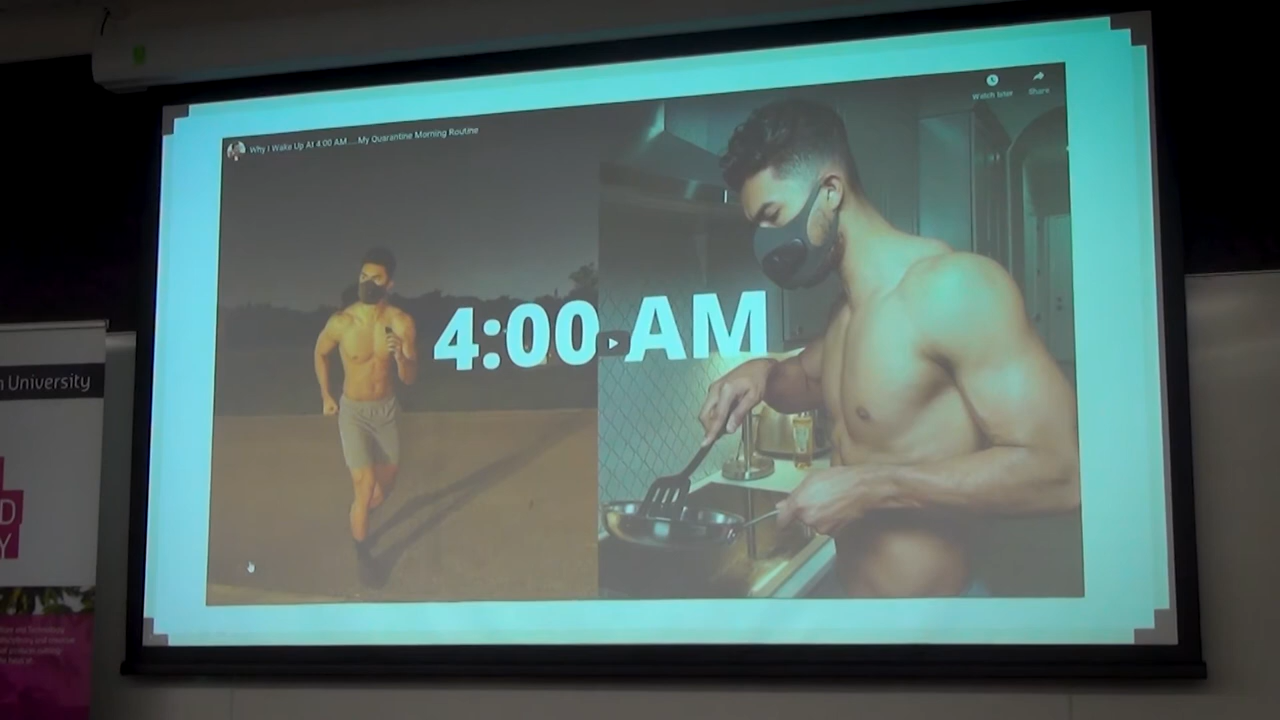 Why I Wake Up At 4:00 AM.....My Quarantine Morning Routine
Watch later
Share
4:00 AM
University
D
Y